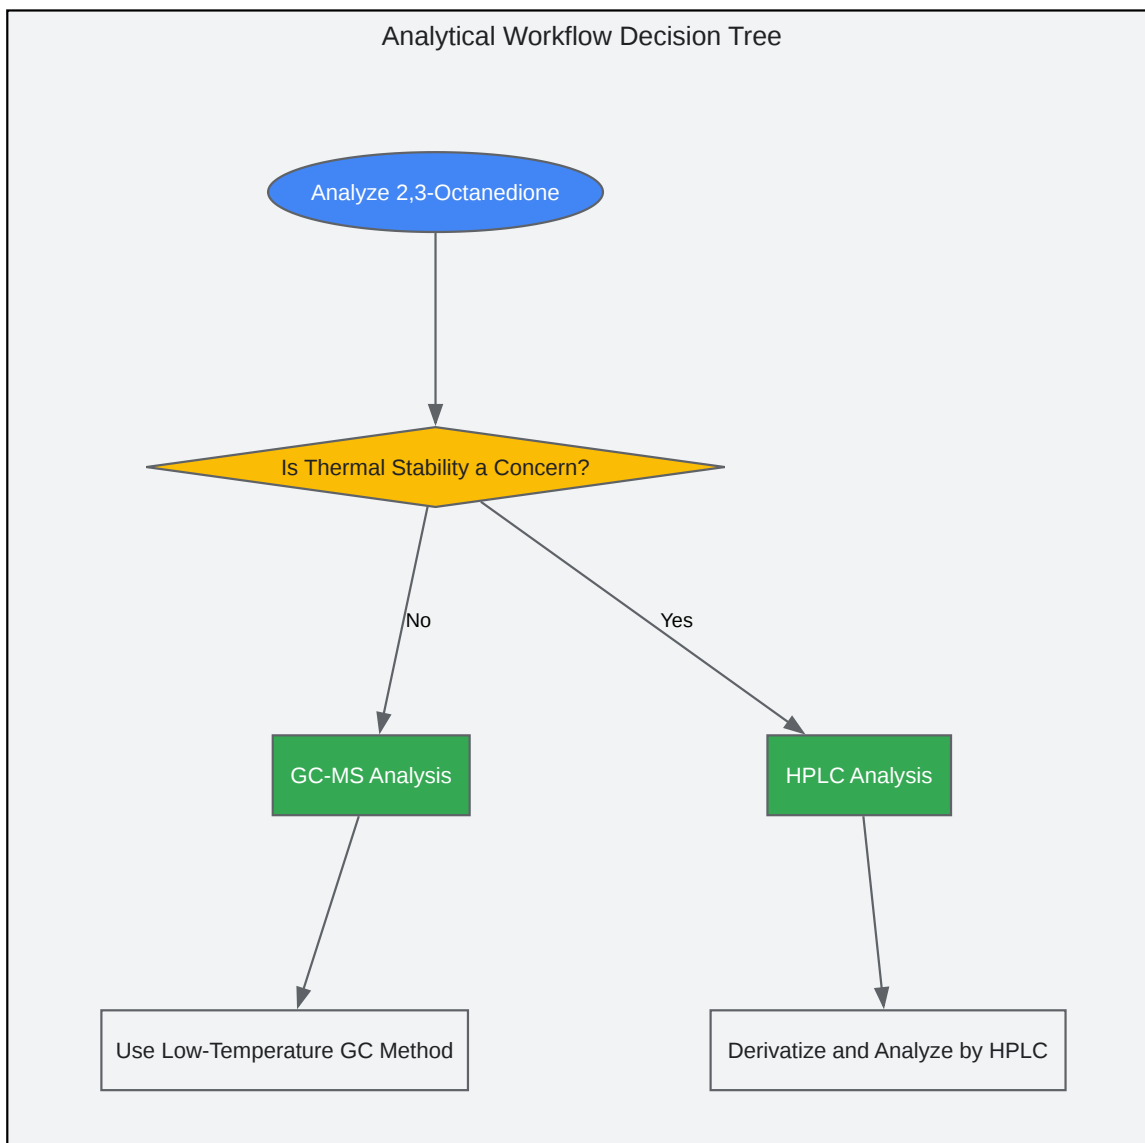 Analytical Workflow Decision Tree
Analyze 2,3-Octanedione
Is Thermal Stability a Concern?
No
Yes
GC-MS Analysis
HPLC Analysis
Use Low-Temperature GC Method
Derivatize and Analyze by HPLC